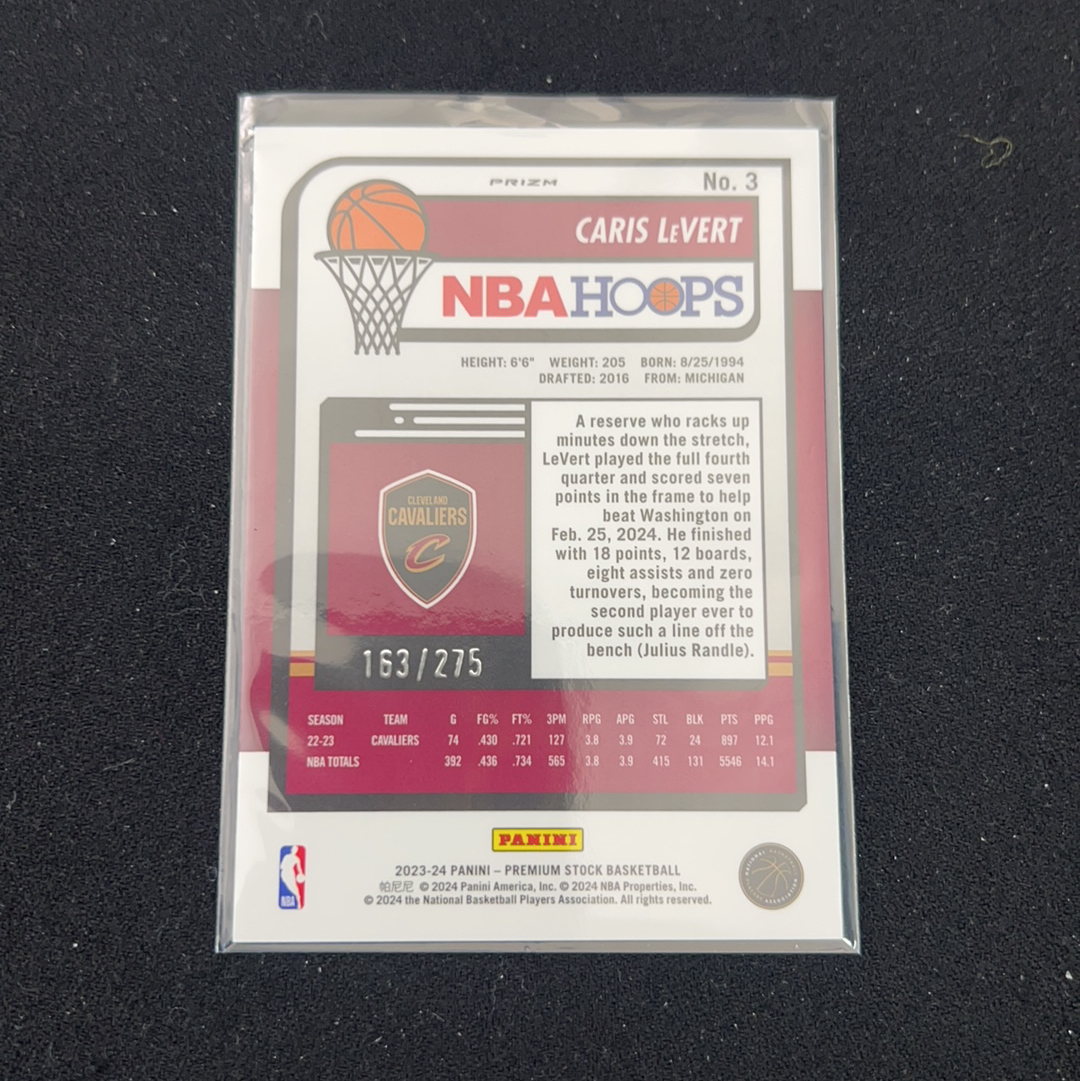 PRIZM
No. 3
CARIS LeVERT
NBA HOOPS
HEIGHT: 6'6" WEIGHT: 205 BORN: 8/25/1994
DRAFTED: 2016 FROM: MICHIGAN
A reserve who racks up
minutes down the stretch,
LeVert played the full fourth
quarter and scored seven
points in the frame to help
beat Washington on
Feb. 25, 2024. He finished
with 18 points, 12 boards,
eight assists and zero
turnovers, becoming the
second player ever to
produce such a line off the
bench (Julius Randle).
CLEVELAND
CAVALIERS
C
163/275
SEASON TEAM G FG% FT% 3PM RPG APG STL BLK PTS PPG
22-23 CAVALIERS 74 .430 .721 127 3.8 3.9 72 24 897 12.1
NBA TOTALS 392 .436 .734 565 3.8 3.9 415 131 5546 14.1
PANINI
2023-24 PANINI – PREMIUM STOCK BASKETBALL
帕尼尼 © 2024 Panini America, Inc. © 2024 NBA Properties, Inc.
© 2024 the National Basketball Players Association. All rights reserved.
NBA
NATIONAL BASKETBALL
PLAYERS ASSOCIATION